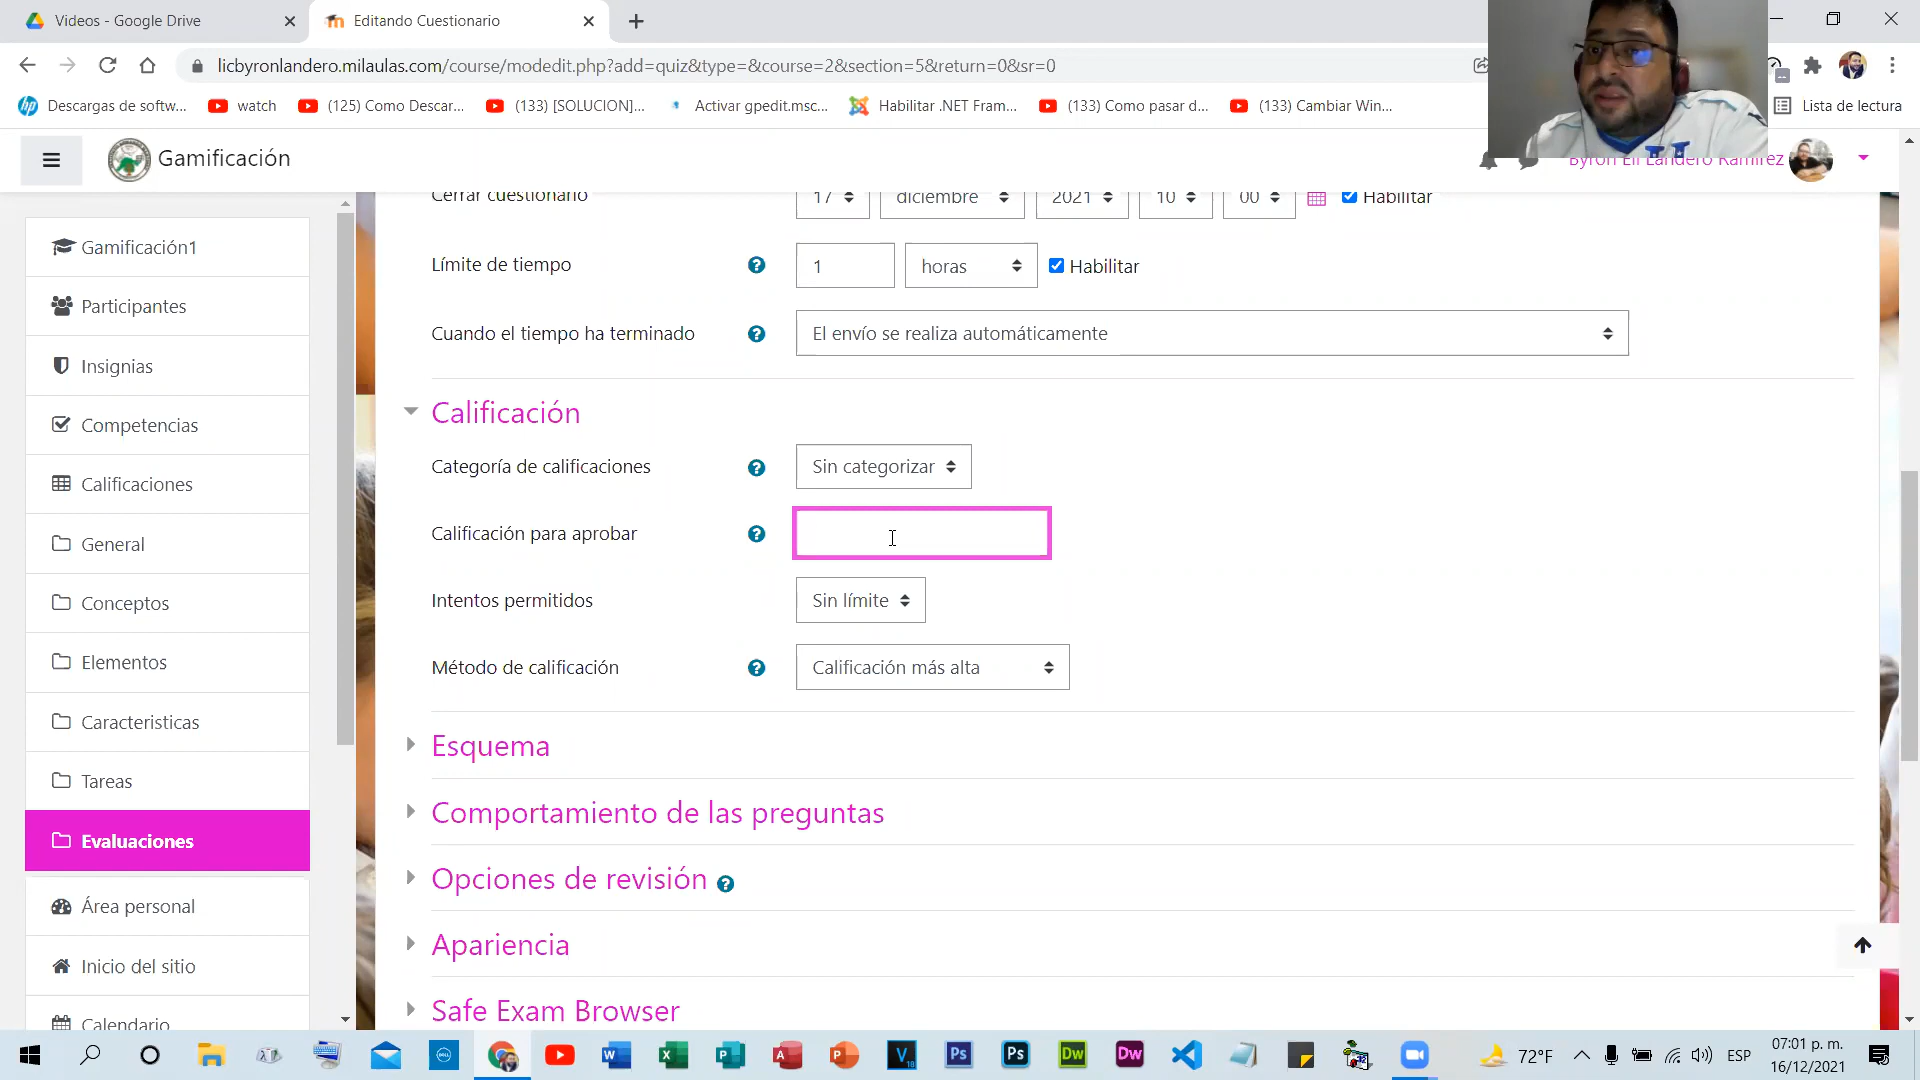 Videos - Google Drive
Editando Cuestionario
licbyronlandero.milaulas.com/course/modedit.php?add=quiz&type=&course=2&section=5&return=0&sr=0
Descargas de softw...
watch
(125) Como Descar...
(133) [SOLUCION]...
Activar gpedit.msc...
Habilitar .NET Fram...
(133) Como pasar d...
(133) Cambiar Win...
Lista de lectura
Gamificación
Byron Eli Landero Ramirez
Gamificación1
Participantes
Insignias
Competencias
Calificaciones
General
Conceptos
Elementos
Caracteristicas
Tareas
Evaluaciones
Área personal
Inicio del sitio
Calendario
Cerrar cuestionario
17 diciembre 2021 10 00 Habilitar
Límite de tiempo
1 horas Habilitar
Cuando el tiempo ha terminado
El envío se realiza automáticamente
Calificación
Categoría de calificaciones
Sin categorizar
Calificación para aprobar
Intentos permitidos
Sin límite
Método de calificación
Calificación más alta
Esquema
Comportamiento de las preguntas
Opciones de revisión
Apariencia
Safe Exam Browser
72°F
ESP
07:01 p. m.
16/12/2021